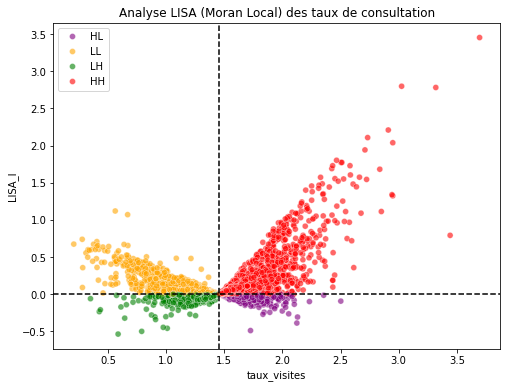 Analyse LISA (Moran Local) des taux de consultation
HL
LL
LH
HH
3.5
3.0
2.5
2.0
1.5
1.0
0.5
0.0
−0.5
LISA_I
0.5
1.0
1.5
2.0
2.5
3.0
3.5
taux_visites